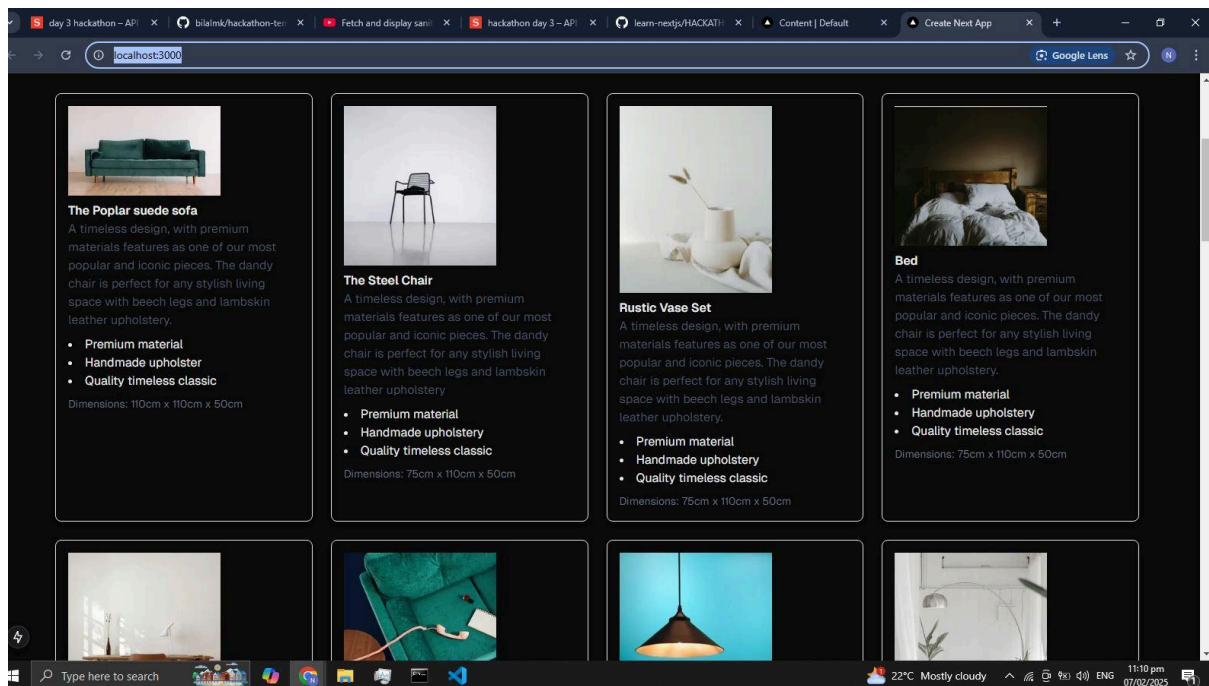 day 3 hackathon – API
bilalmk/hackathon-tem
Fetch and display sani
hackathon day 3 – API
learn-nextjs/HACKATH
Content | Default
Create Next App
localhost:3000
Google Lens
N
The Poplar suede sofa
A timeless design, with premium
materials features as one of our most
popular and iconic pieces. The dandy
chair is perfect for any stylish living
space with beech legs and lambskin
leather upholstery.
Premium material
Handmade upholster
Quality timeless classic
Dimensions: 110cm x 110cm x 50cm
The Steel Chair
A timeless design, with premium
materials features as one of our most
popular and iconic pieces. The dandy
chair is perfect for any stylish living
space with beech legs and lambskin
leather upholstery
Premium material
Handmade upholstery
Quality timeless classic
Dimensions: 75cm x 110cm x 50cm
Rustic Vase Set
A timeless design, with premium
materials features as one of our most
popular and iconic pieces. The dandy
chair is perfect for any stylish living
space with beech legs and lambskin
leather upholstery.
Premium material
Handmade upholstery
Quality timeless classic
Dimensions: 75cm x 110cm x 50cm
Bed
A timeless design, with premium
materials features as one of our most
popular and iconic pieces. The dandy
chair is perfect for any stylish living
space with beech legs and lambskin
leather upholstery.
Premium material
Handmade upholstery
Quality timeless classic
Dimensions: 75cm x 110cm x 50cm
Type here to search
22°C Mostly cloudy
ENG
11:10 pm
07/02/2025